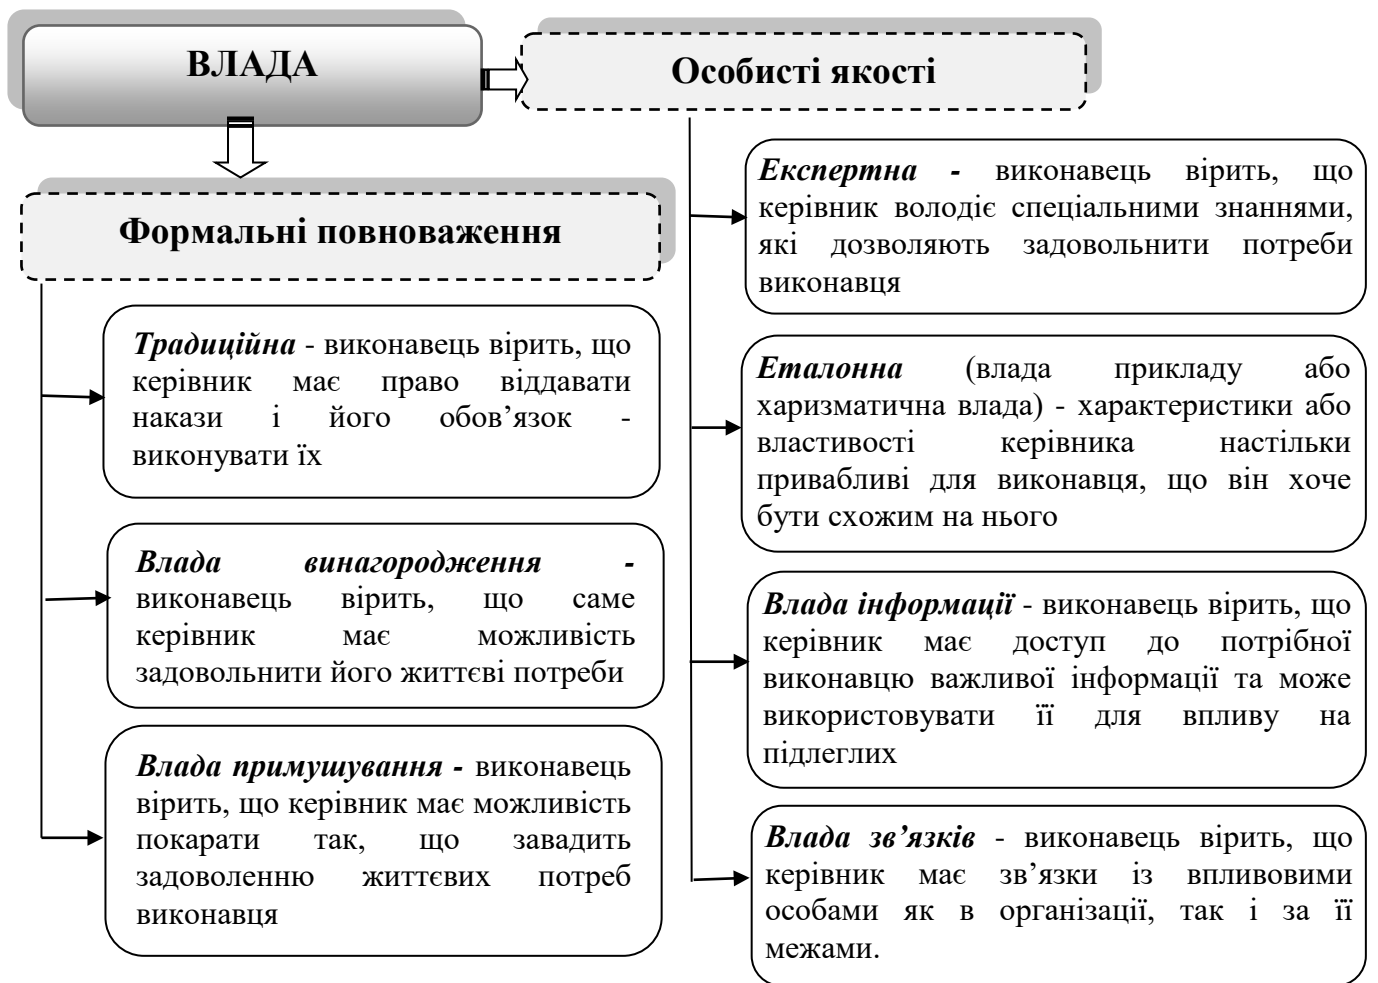 ВЛАДА
Особисті якості
Формальні повноваження
Традиційна - виконавець вірить, що
керівник має право віддавати
накази і його обов’язок -
виконувати їх
Влада винагородження -
виконавець вірить, що саме
керівник має можливість
задовольнити його життєві потреби
Влада примушування - виконавець
вірить, що керівник має можливість
покарати так, що завадить
задоволенню життєвих потреб
виконавця
Експертна - виконавець вірить, що
керівник володіє спеціальними знаннями,
які дозволяють задовольнити потреби
виконавця
Еталонна (влада прикладу або
харизматична влада) - характеристики або
властивості керівника настільки
привабливі для виконавця, що він хоче
бути схожим на нього
Влада інформації - виконавець вірить, що
керівник має доступ до потрібної
виконавцю важливої інформації та може
використовувати її для впливу на
підлеглих
Влада зв’язків - виконавець вірить, що
керівник має зв’язки із впливовими
особами як в організації, так і за її
межами.